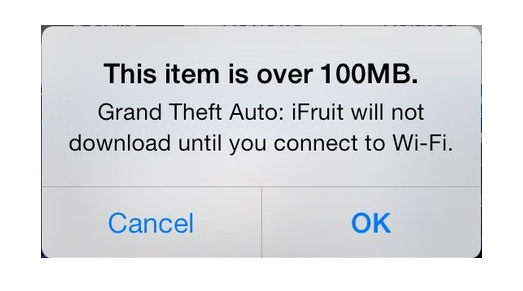 This item is over 100MB.
Grand Theft Auto: iFruit will not
download until you connect to Wi-Fi.
Cancel
OK